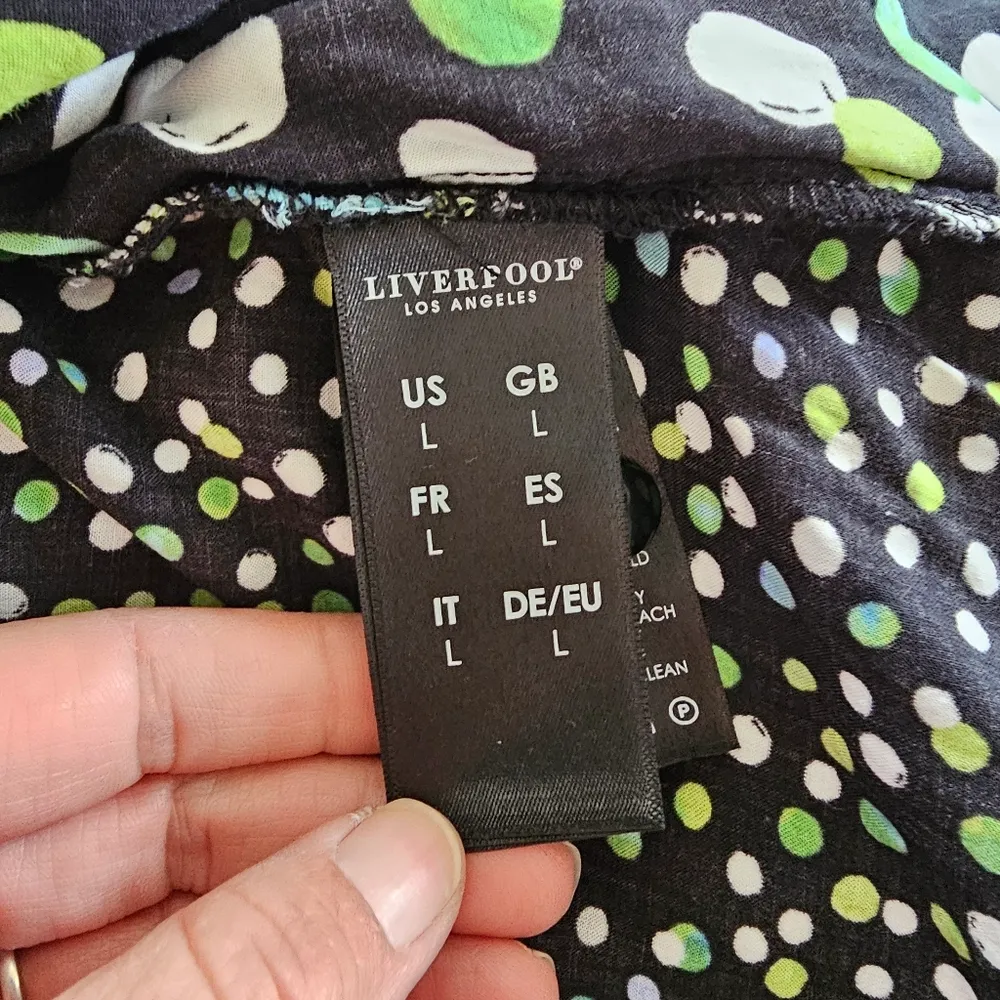 LIVERPOOL®
LOS ANGELES
US GB
L L
FR ES
L L
IT DE/EU
L L
P